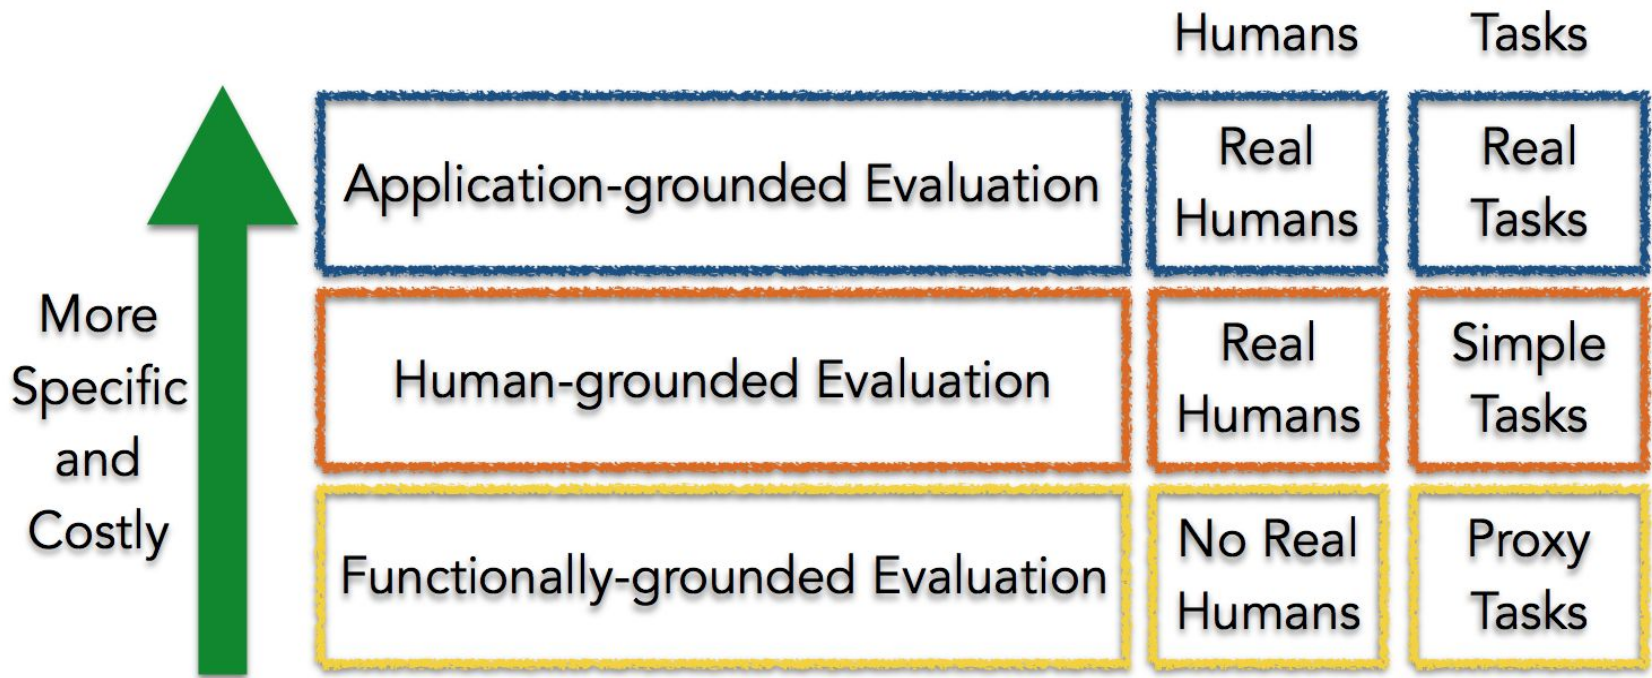 Humans
Tasks
Application-grounded Evaluation
Real
Humans
Real
Tasks
More
Specific
and
Costly
Human-grounded Evaluation
Real
Humans
Simple
Tasks
Functionally-grounded Evaluation
No Real
Humans
Proxy
Tasks